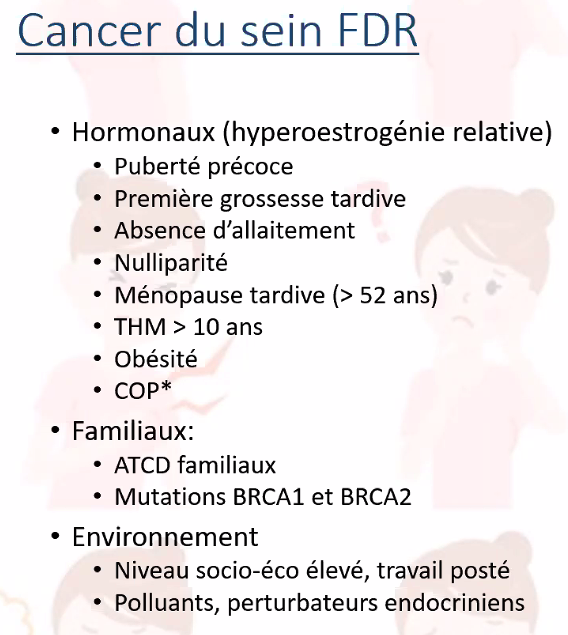 Cancer du sein FDR
• Hormonaux (hyperoestrogénie relative)
• Puberté précoce
• Première grossesse tardive
• Absence d'allaitement
• Nulliparité
• Ménopause tardive (> 52 ans)
• THM > 10 ans
• Obésité
• COP*
• Familiaux:
• ATCD familiaux
• Mutations BRCA1 et BRCA2
• Environnement
• Niveau socio-éco élevé, travail posté
• Polluants, perturbateurs endocriniens